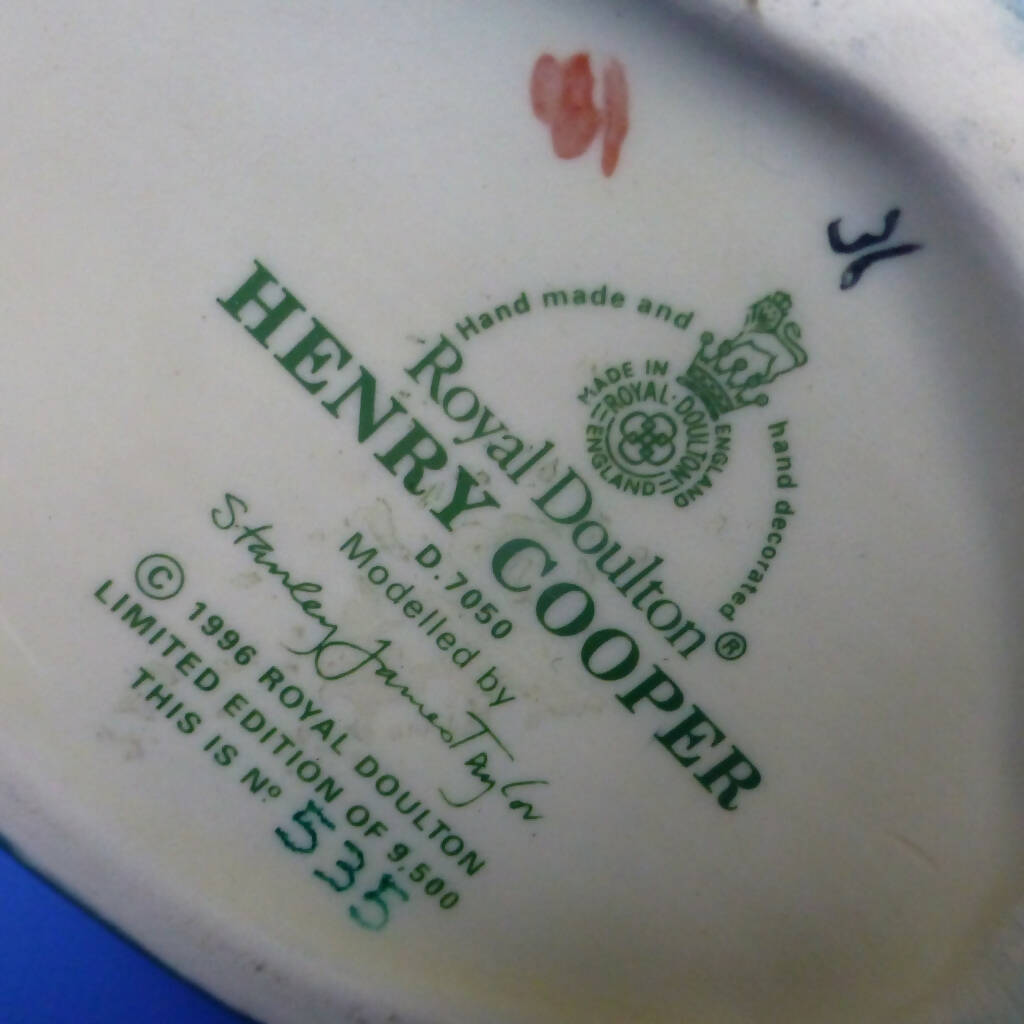 36
Hand made and
hand decorated
MADE IN
ENGLAND
ROYAL·DOULTON
ENGLAND
Royal Doulton ®
HENRY COOPER
D.7050
Modelled by
Stanley James Taylor
© 1996 ROYAL DOULTON
LIMITED EDITION OF 9,500
THIS IS Nº 535